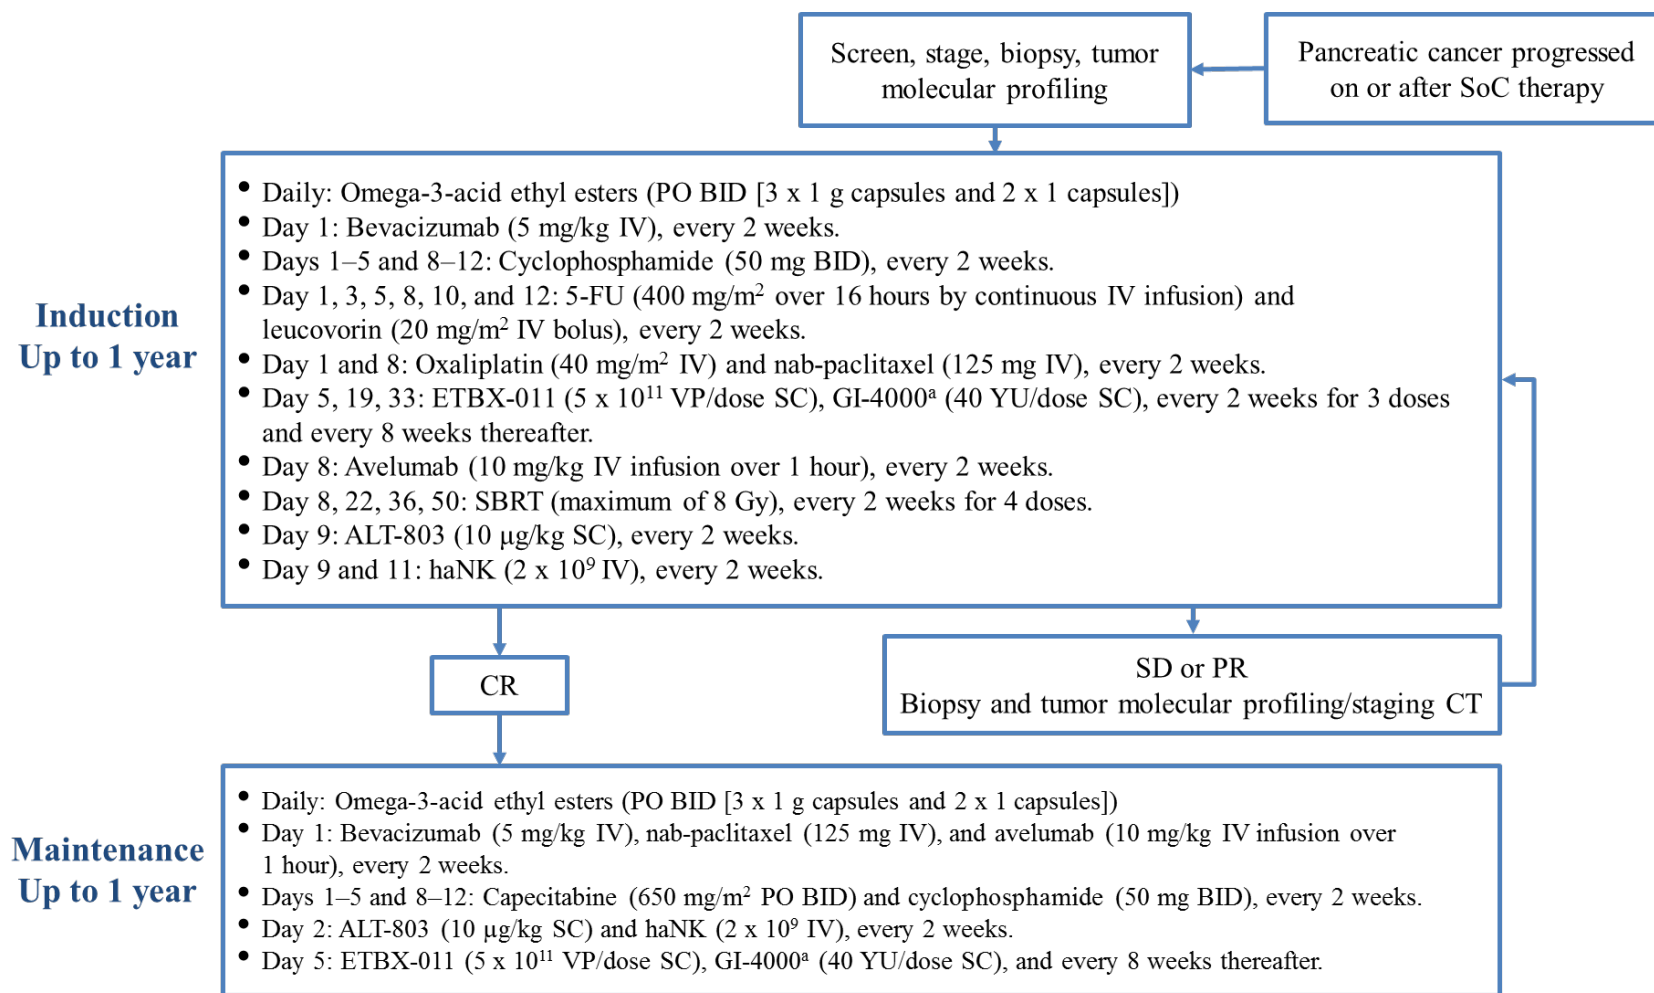 Screen, stage, biopsy, tumor
molecular profiling
Pancreatic cancer progressed
on or after SoC therapy
Induction
Up to 1 year
• Daily: Omega-3-acid ethyl esters (PO BID [3 x 1 g capsules and 2 x 1 capsules])
• Day 1: Bevacizumab (5 mg/kg IV), every 2 weeks.
• Days 1–5 and 8–12: Cyclophosphamide (50 mg BID), every 2 weeks.
• Day 1, 3, 5, 8, 10, and 12: 5-FU (400 mg/m² over 16 hours by continuous IV infusion) and
leucovorin (20 mg/m² IV bolus), every 2 weeks.
• Day 1 and 8: Oxaliplatin (40 mg/m² IV) and nab-paclitaxel (125 mg IV), every 2 weeks.
• Day 5, 19, 33: ETBX-011 (5 x 10¹¹ VP/dose SC), GI-4000ᵃ (40 YU/dose SC), every 2 weeks for 3 doses
and every 8 weeks thereafter.
• Day 8: Avelumab (10 mg/kg IV infusion over 1 hour), every 2 weeks.
• Day 8, 22, 36, 50: SBRT (maximum of 8 Gy), every 2 weeks for 4 doses.
• Day 9: ALT-803 (10 µg/kg SC), every 2 weeks.
• Day 9 and 11: haNK (2 x 10⁹ IV), every 2 weeks.
CR
SD or PR
Biopsy and tumor molecular profiling/staging CT
Maintenance
Up to 1 year
• Daily: Omega-3-acid ethyl esters (PO BID [3 x 1 g capsules and 2 x 1 capsules])
• Day 1: Bevacizumab (5 mg/kg IV), nab-paclitaxel (125 mg IV), and avelumab (10 mg/kg IV infusion over
1 hour), every 2 weeks.
• Days 1–5 and 8–12: Capecitabine (650 mg/m² PO BID) and cyclophosphamide (50 mg BID), every 2 weeks.
• Day 2: ALT-803 (10 µg/kg SC) and haNK (2 x 10⁹ IV), every 2 weeks.
• Day 5: ETBX-011 (5 x 10¹¹ VP/dose SC), GI-4000ᵃ (40 YU/dose SC), and every 8 weeks thereafter.